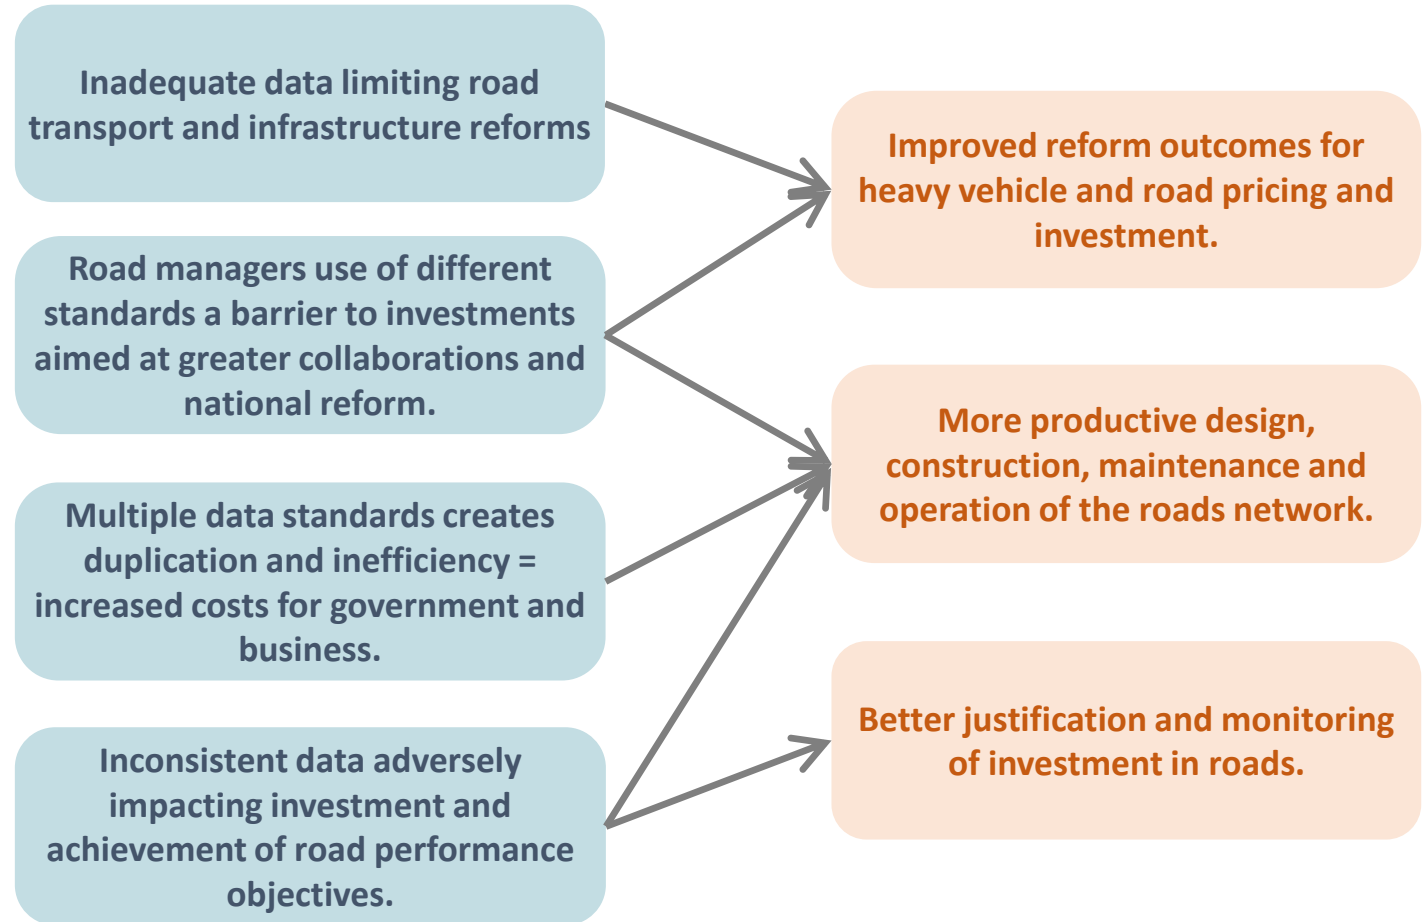 Inadequate data limiting road
transport and infrastructure reforms
Road managers use of different
standards a barrier to investments
aimed at greater collaborations and
national reform.
Multiple data standards creates
duplication and inefficiency =
increased costs for government and
business.
Inconsistent data adversely
impacting investment and
achievement of road performance
objectives.
Improved reform outcomes for
heavy vehicle and road pricing and
investment.
More productive design,
construction, maintenance and
operation of the roads network.
Better justification and monitoring
of investment in roads.